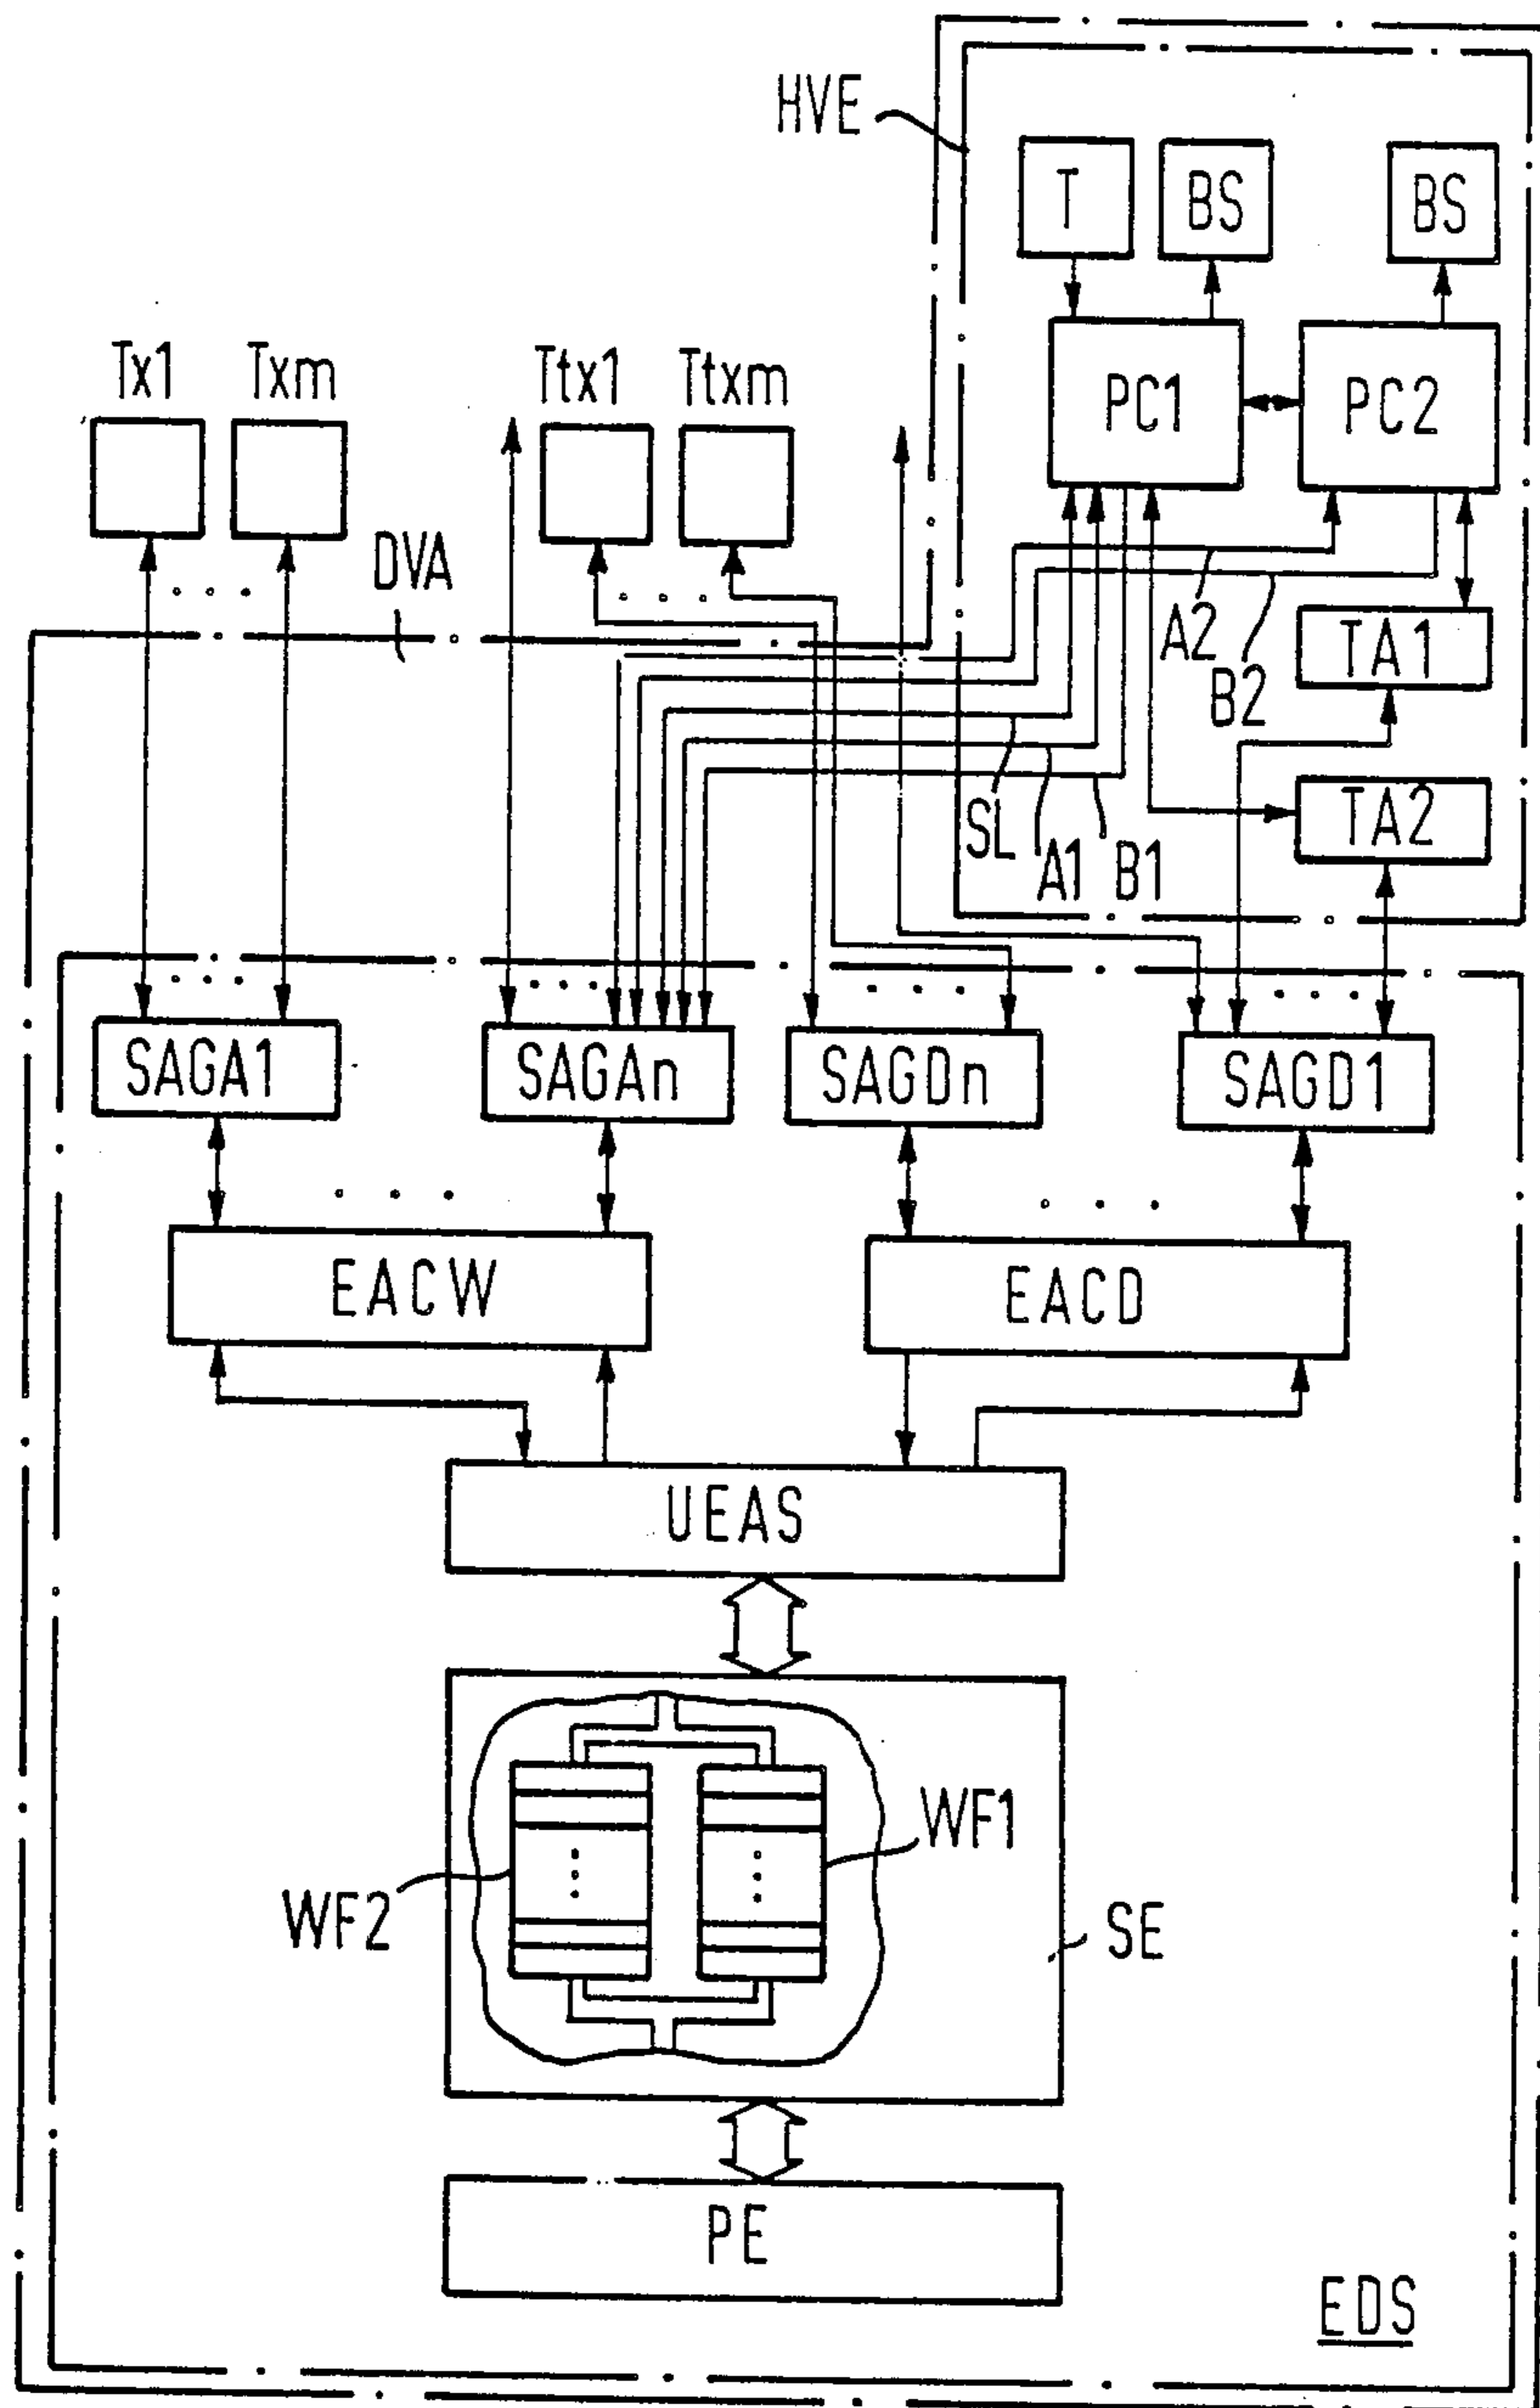 HVE
T
BS
BS
Tx1
Txm
Ttx1
Ttxm
PC1
PC2
DVA
A2
B2
TA1
SL
A1
B1
TA2
SAGA1
SAGAn
SAGDn
SAGD1
EACW
EACD
UEAS
WF1
WF2
SE
PE
EDS